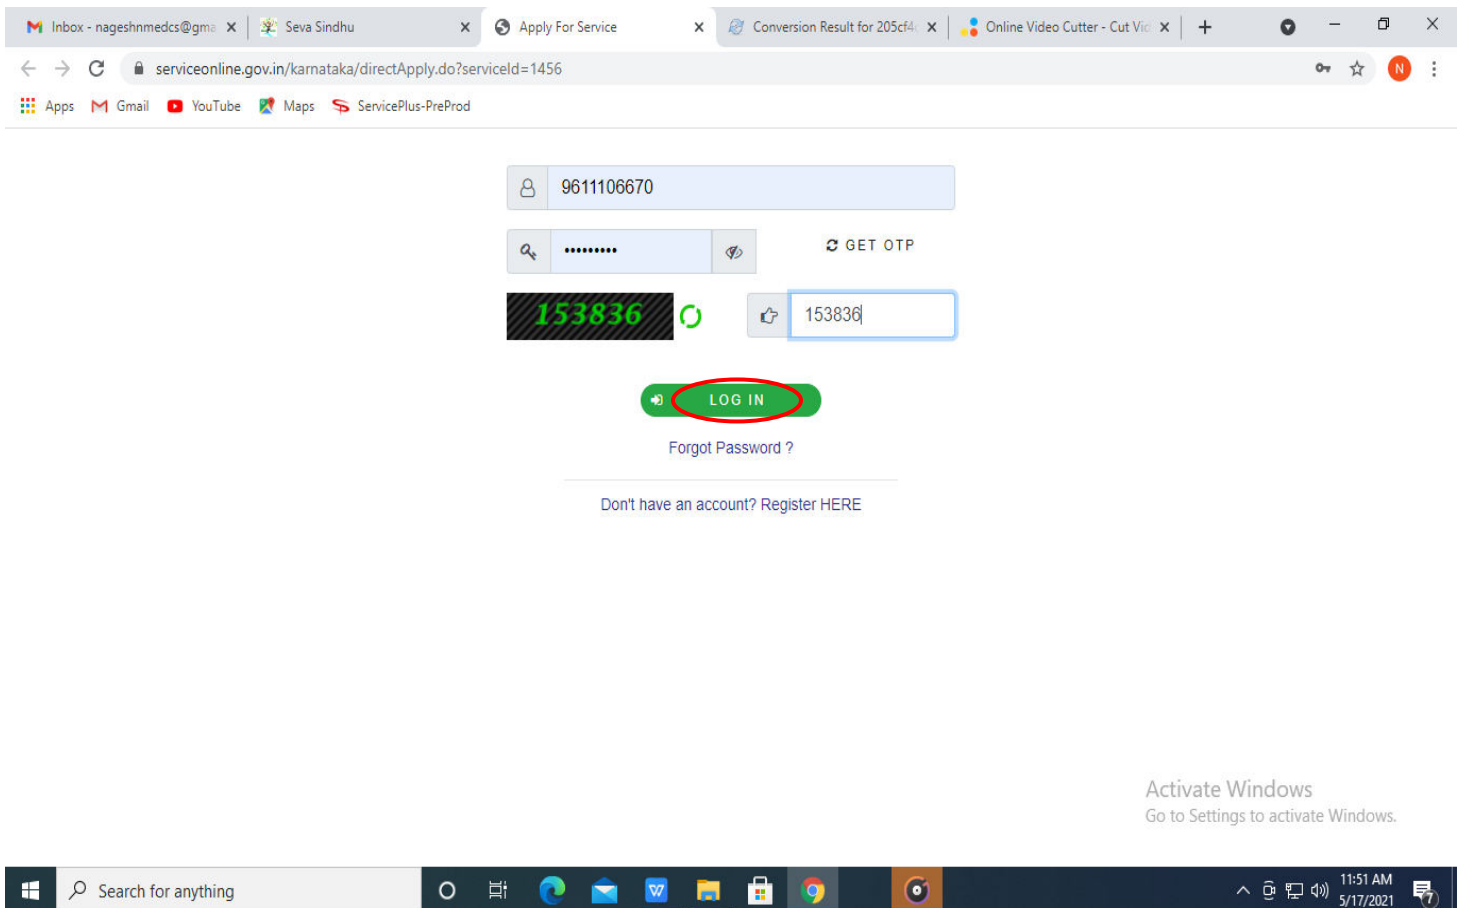 Inbox - nageshnmedcs@gma
Seva Sindhu
Apply For Service
Conversion Result for 205cf4
Online Video Cutter - Cut Vid
serviceonline.gov.in/karnataka/directApply.do?serviceId=1456
N
Apps
Gmail
YouTube
Maps
ServicePlus-PreProd
9611106670
•••••••••
GET OTP
153836
153836
LOG IN
Forgot Password ?
Don't have an account? Register HERE
Activate Windows
Go to Settings to activate Windows.
Search for anything
11:51 AM
5/17/2021
7